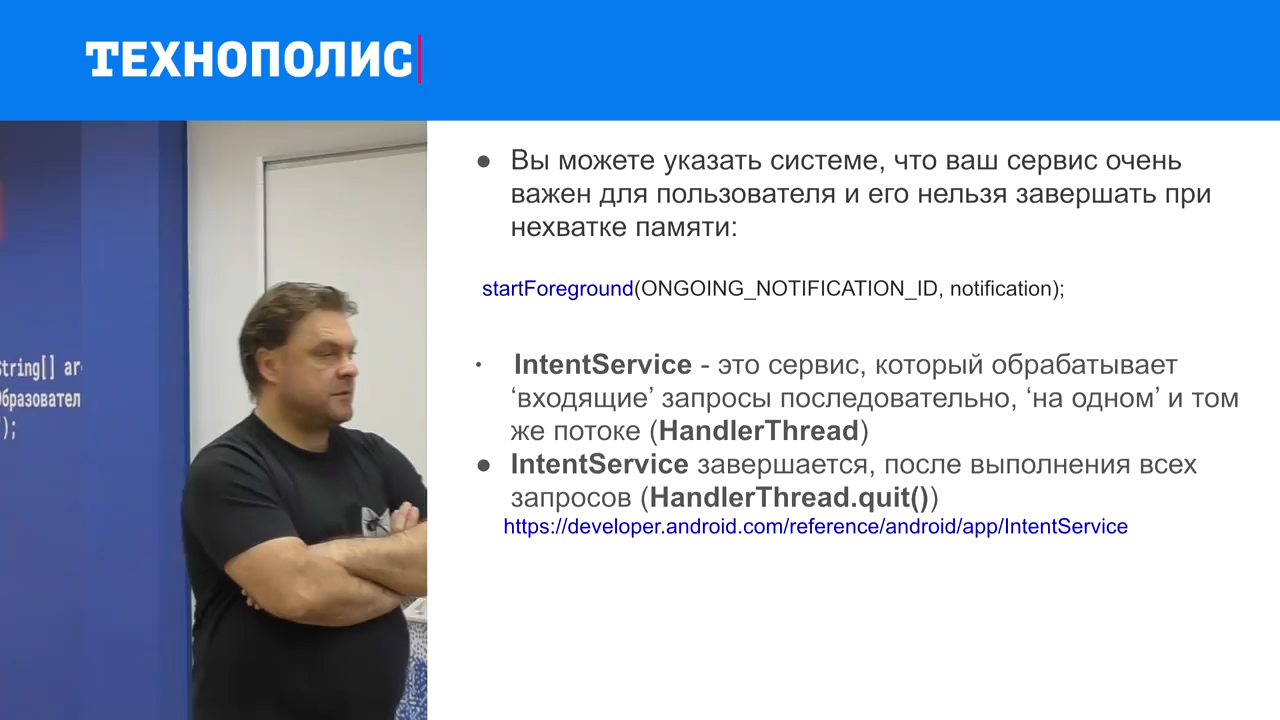 ТЕХНОПОЛИС
String[] ar
Образовател
");
● Вы можете указать системе, что ваш сервис очень
важен для пользователя и его нельзя завершать при
нехватке памяти:
startForeground(ONGOING_NOTIFICATION_ID, notification);
• IntentService - это сервис, который обрабатывает
‘входящие’ запросы последовательно, ‘на одном’ и том
же потоке (HandlerThread)
● IntentService завершается, после выполнения всех
запросов (HandlerThread.quit())
https://developer.android.com/reference/android/app/IntentService